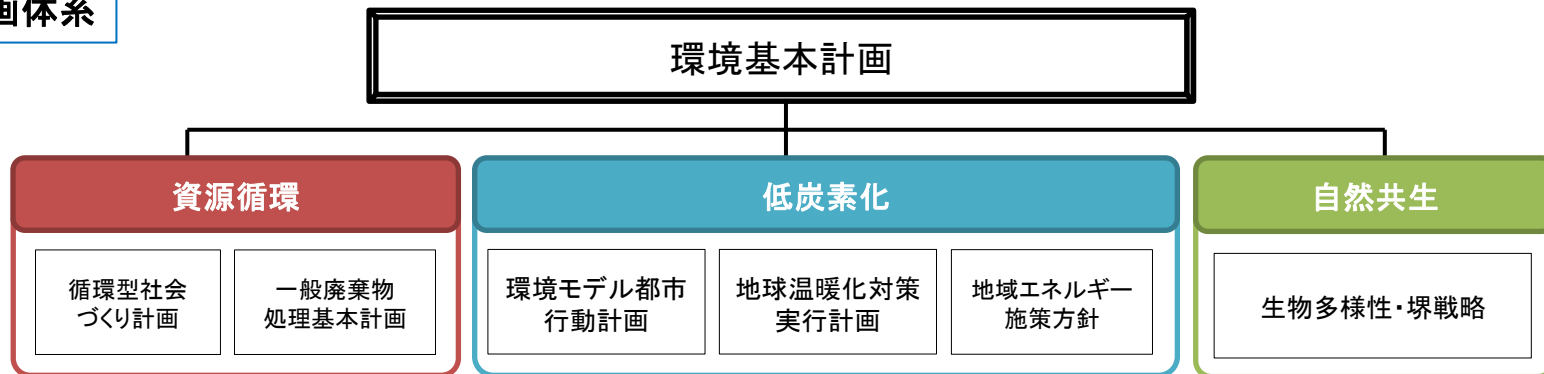 画体系
環境基本計画
資源循環
低炭素化
自然共生
循環型社会
づくり計画
一般廃棄物
処理基本計画
環境モデル都市
行動計画
地球温暖化対策
実行計画
地域エネルギー
施策方針
生物多様性・堺戦略